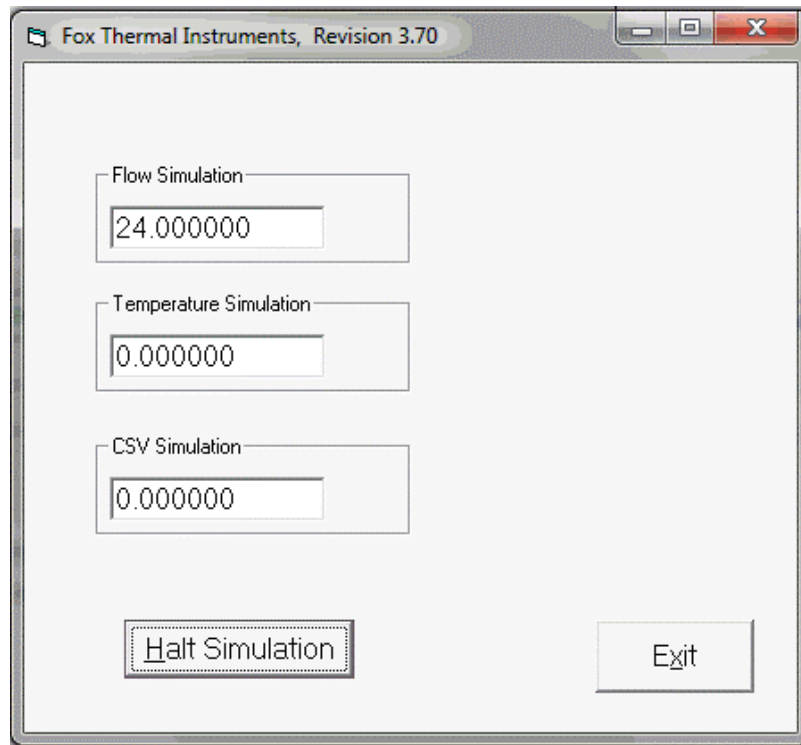 Fox Thermal Instruments, Revision 3.70
Flow Simulation
24.000000
Temperature Simulation
0.000000
CSV Simulation
0.000000
Halt Simulation
Exit